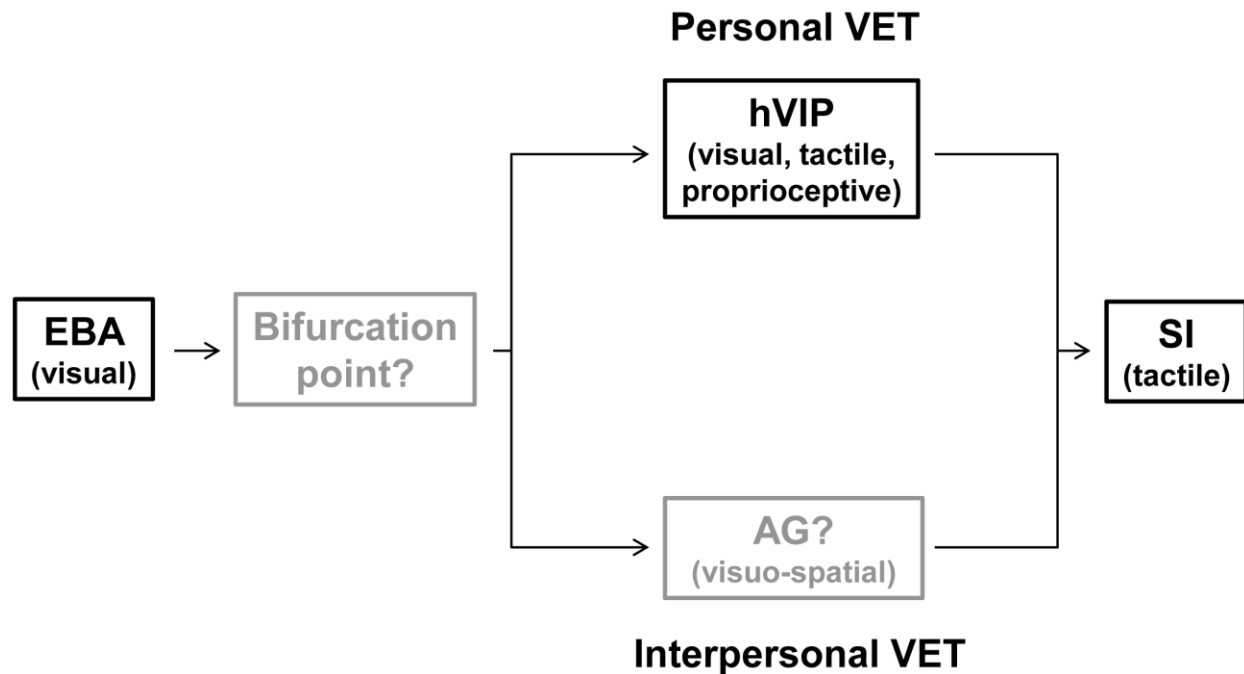 Personal VET
hVIP
(visual, tactile,
proprioceptive)
EBA
(visual)
Bifurcation
point?
SI
(tactile)
AG?
(visuo-spatial)
Interpersonal VET